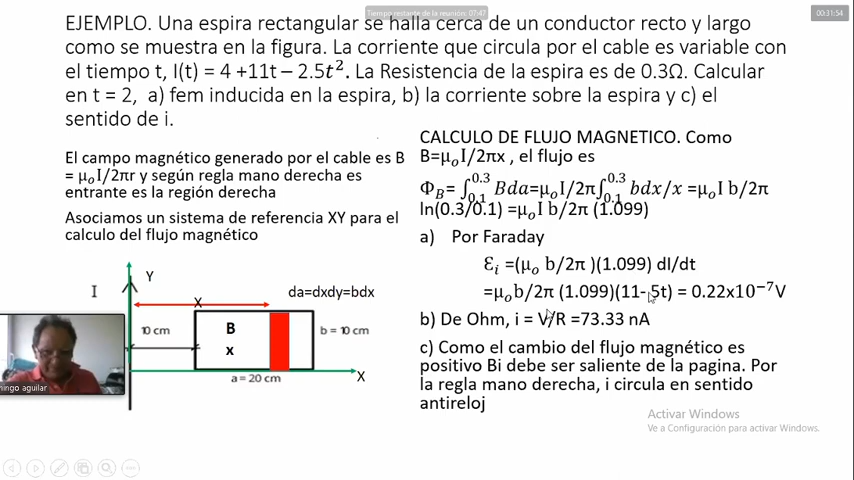 Tiempo restante de la reunión: 07:47
00:31:54
EJEMPLO. Una espira rectangular se halla cerca de un conductor recto y largo
como se muestra en la figura. La corriente que circula por el cable es variable con
el tiempo t, I(t) = 4 +11t – 2.5t². La Resistencia de la espira es de 0.3Ω. Calcular
en t = 2, a) fem inducida en la espira, b) la corriente sobre la espira y c) el
sentido de i.
El campo magnético generado por el cable es B
= μₒI/2πr y según regla mano derecha es
entrante es la región derecha
Asociamos un sistema de referencia XY para el
calculo del flujo magnético
CALCULO DE FLUJO MAGNETICO. Como
B=μₒI/2πx , el flujo es
Φ_B= ∫₀.₁^0.3 Bda=μₒI/2π∫₀.₁^0.3 bdx/x =μₒI b/2π
ln(0.3/0.1) =μₒI b/2π (1.099)
a) Por Faraday
Ɛᵢ =(μₒ b/2π )(1.099) dI/dt
=μₒb/2π (1.099)(11-5t) = 0.22x10⁻⁷V
b) De Ohm, i = V/R =73.33 nA
c) Como el cambio del flujo magnético es
positivo Bi debe ser saliente de la pagina. Por
la regla mano derecha, i circula en sentido
antireloj
Y
I
da=dxdy=bdx
X
10 cm
B
x
b = 10 cm
a = 20 cm
X
mingo aguilar
Activar Windows
Ve a Configuración para activar Windows.